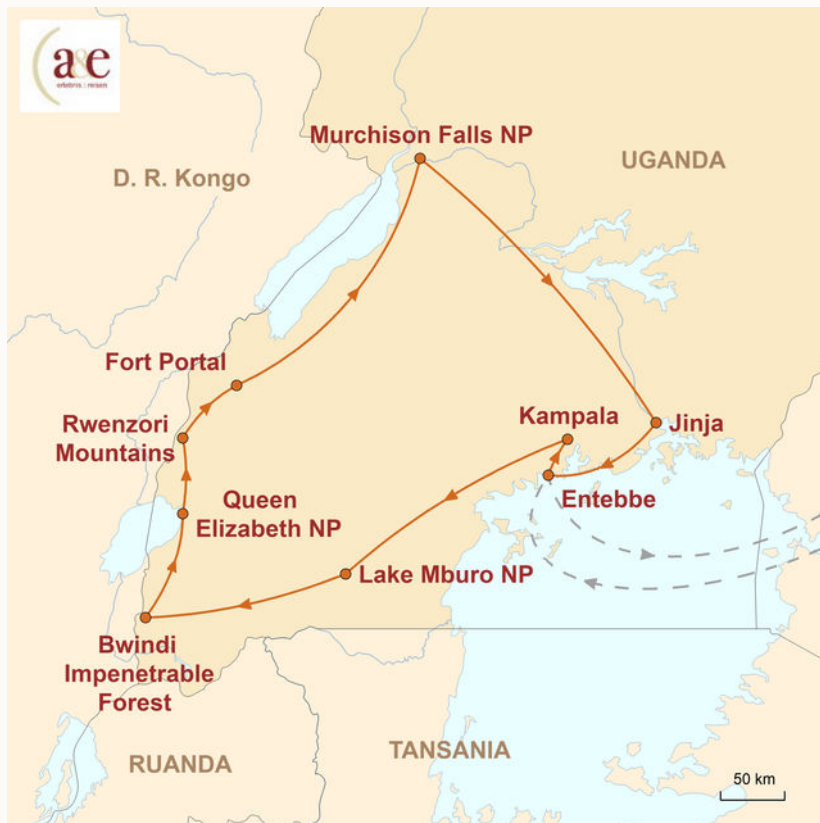 a&e
erlebnis : reisen
Murchison Falls NP
UGANDA
D. R. Kongo
Fort Portal
Rwenzori
Mountains
Kampala
Jinja
Queen
Elizabeth NP
Entebbe
Lake Mburo NP
Bwindi
Impenetrable
Forest
RUANDA
TANSANIA
50 km